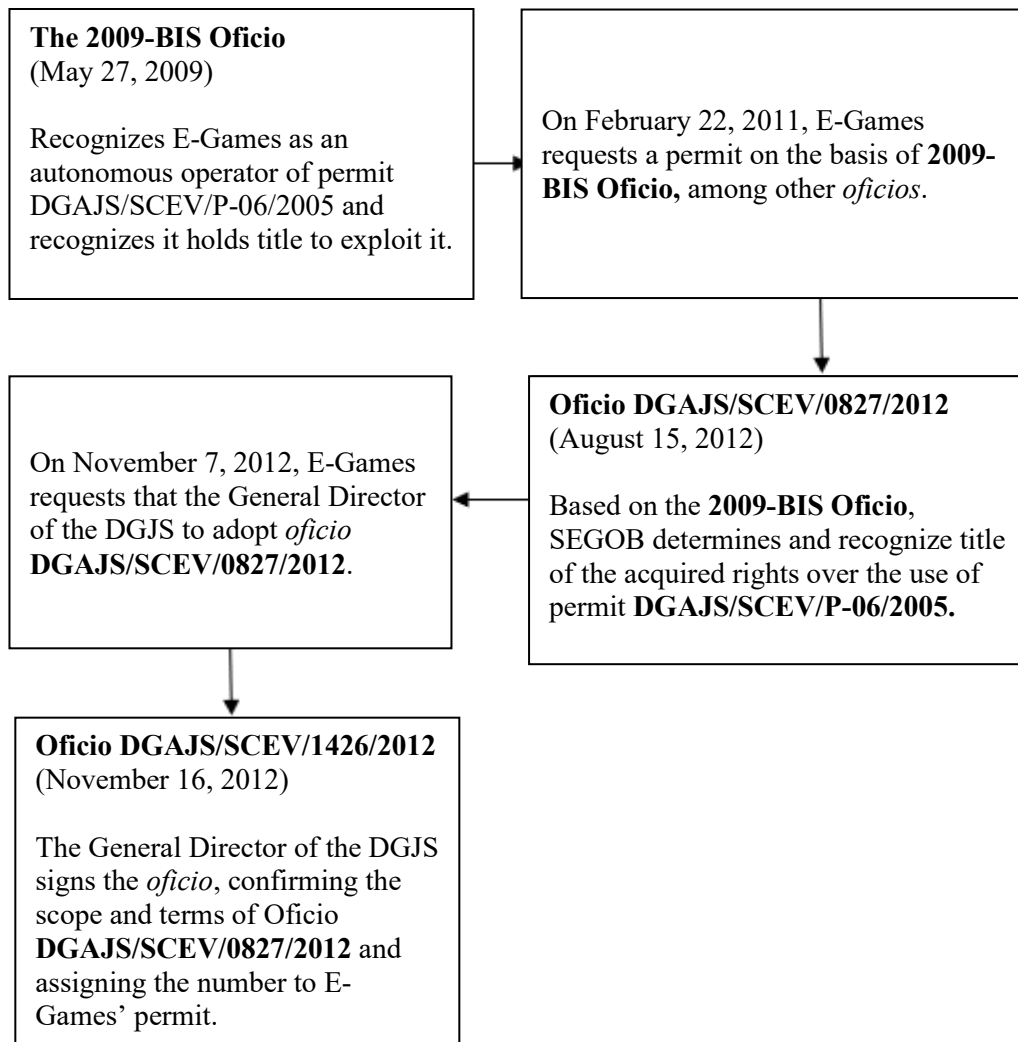 The 2009-BIS Oficio
(May 27, 2009)
Recognizes E-Games as an
autonomous operator of permit
DGAJS/SCEV/P-06/2005 and
recognizes it holds title to exploit it.
On February 22, 2011, E-Games
requests a permit on the basis of 2009-
BIS Oficio, among other oficios.
Oficio DGAJS/SCEV/0827/2012
(August 15, 2012)
Based on the 2009-BIS Oficio,
SEGOB determines and recognize title
of the acquired rights over the use of
permit DGAJS/SCEV/P-06/2005.
On November 7, 2012, E-Games
requests that the General Director
of the DGJS to adopt oficio
DGAJS/SCEV/0827/2012.
Oficio DGAJS/SCEV/1426/2012
(November 16, 2012)
The General Director of the DGJS
signs the oficio, confirming the
scope and terms of Oficio
DGAJS/SCEV/0827/2012 and
assigning the number to E-
Games’ permit.